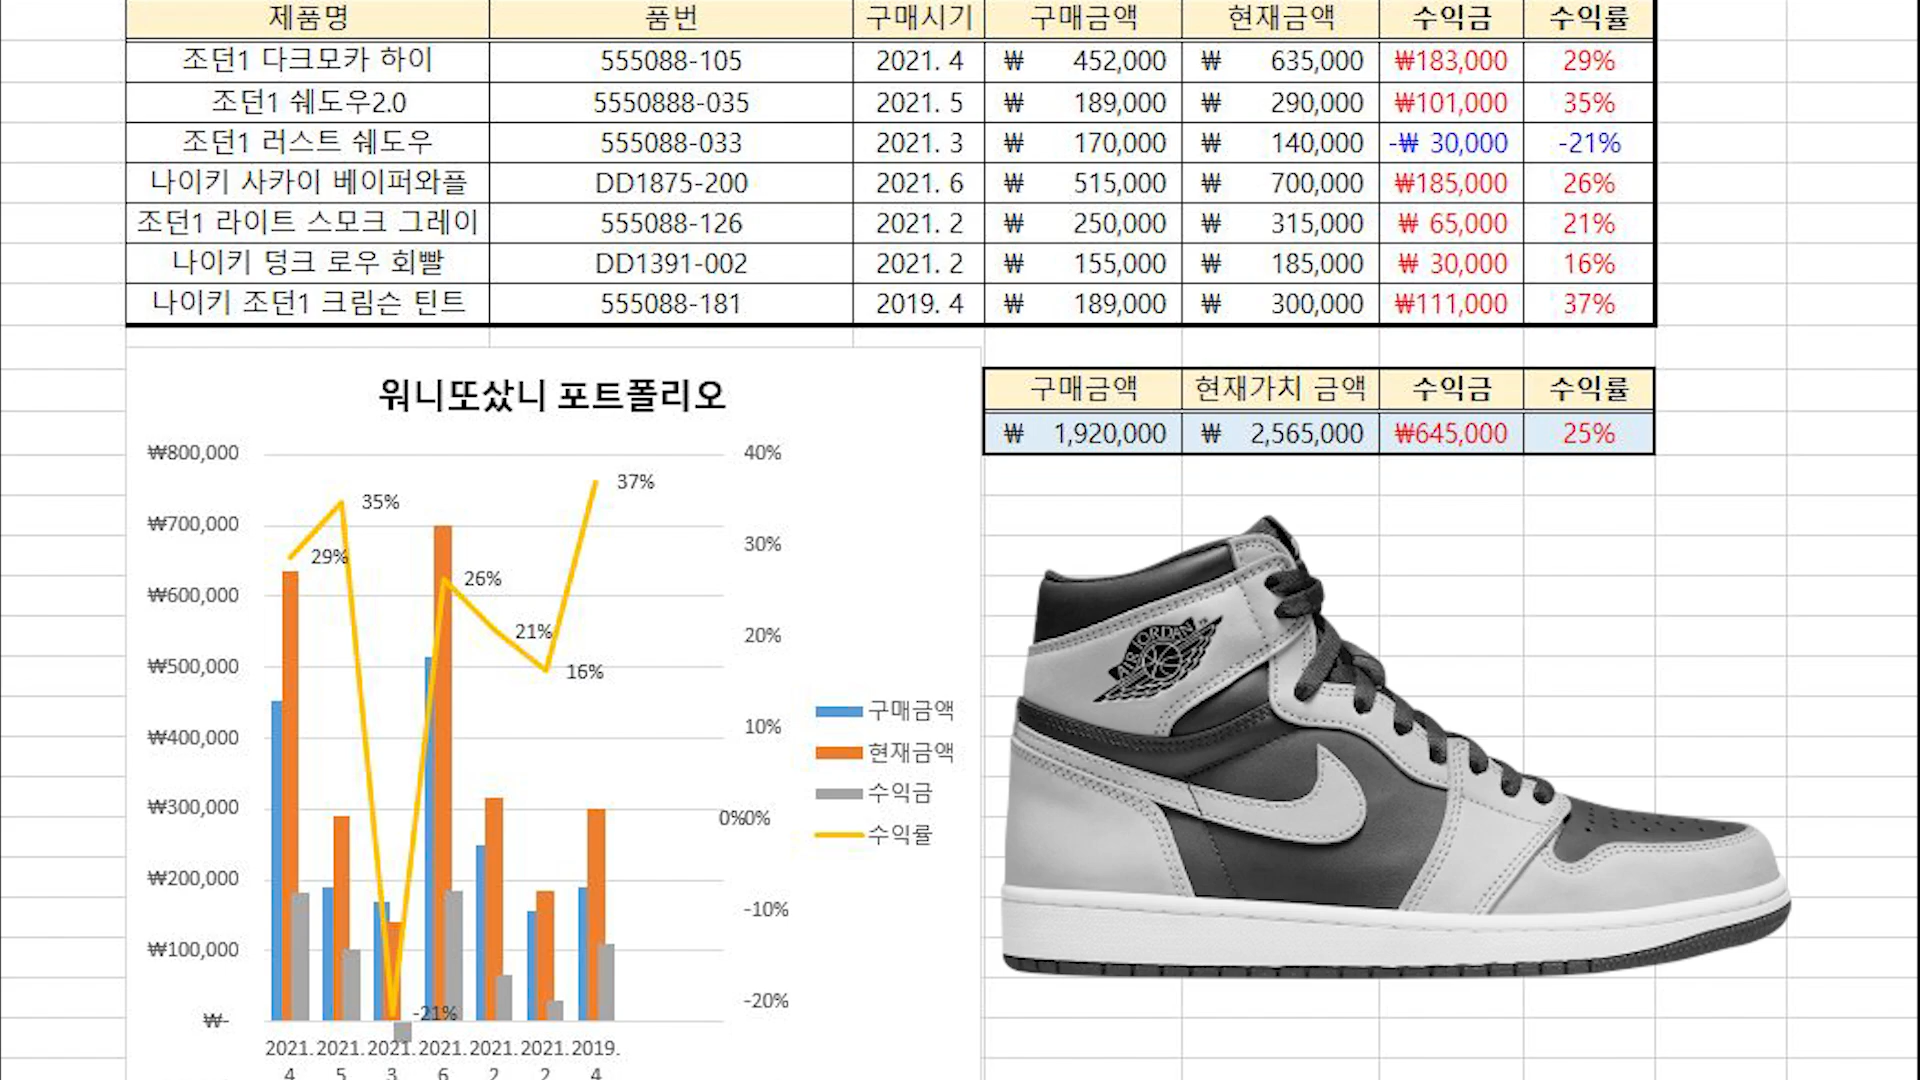 제품명 품번 구매시기 구매금액 현재금액 수익금 수익률
조던1 다크모카 하이 555088-105 2021. 4 ₩ 452,000 ₩ 635,000 ₩183,000 29%
조던1 쉐도우2.0 5550888-035 2021. 5 ₩ 189,000 ₩ 290,000 ₩101,000 35%
조던1 러스트 쉐도우 555088-033 2021. 3 ₩ 170,000 ₩ 140,000 -₩ 30,000 -21%
나이키 사카이 베이퍼와플 DD1875-200 2021. 6 ₩ 515,000 ₩ 700,000 ₩185,000 26%
조던1 라이트 스모크 그레이 555088-126 2021. 2 ₩ 250,000 ₩ 315,000 ₩ 65,000 21%
나이키 덩크 로우 회빨 DD1391-002 2021. 2 ₩ 155,000 ₩ 185,000 ₩ 30,000 16%
나이키 조던1 크림슨 틴트 555088-181 2019. 4 ₩ 189,000 ₩ 300,000 ₩111,000 37%
구매금액 현재가치 금액 수익금 수익률
₩ 1,920,000 ₩ 2,565,000 ₩645,000 25%
워니또샀니 포트폴리오
₩800,000 40%
37%
35%
₩700,000
30%
29%
26%
₩600,000
21% 20%
₩500,000
16%
10%
₩400,000
₩300,000
0% 0%
₩200,000
-10%
₩100,000
-20%
-21%
₩-
2021. 2021. 2021. 2021. 2021. 2021. 2019.
4 5 3 6 2 2 4
구매금액
현재금액
수익금
수익률
AIR JORDAN